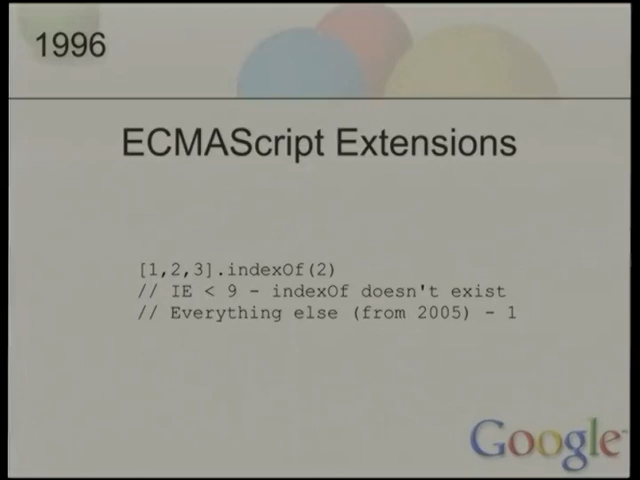 1996
ECMAScript Extensions
[1,2,3].indexOf(2)
// IE < 9 - indexOf doesn't exist
// Everything else (from 2005) - 1
Google